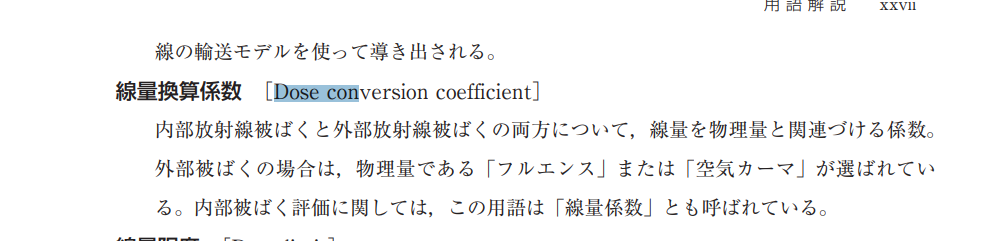 用語解説 xxvii
線の輸送モデルを使って導き出される。
線量換算係数 ［Dose conversion coefficient］
内部放射線被ばくと外部放射線被ばくの両方について，線量を物理量と関連づける係数。
外部被ばくの場合は，物理量である「フルエンス」または「空気カーマ」が選ばれてい
る。内部被ばく評価に関しては，この用語は「線量係数」とも呼ばれている。